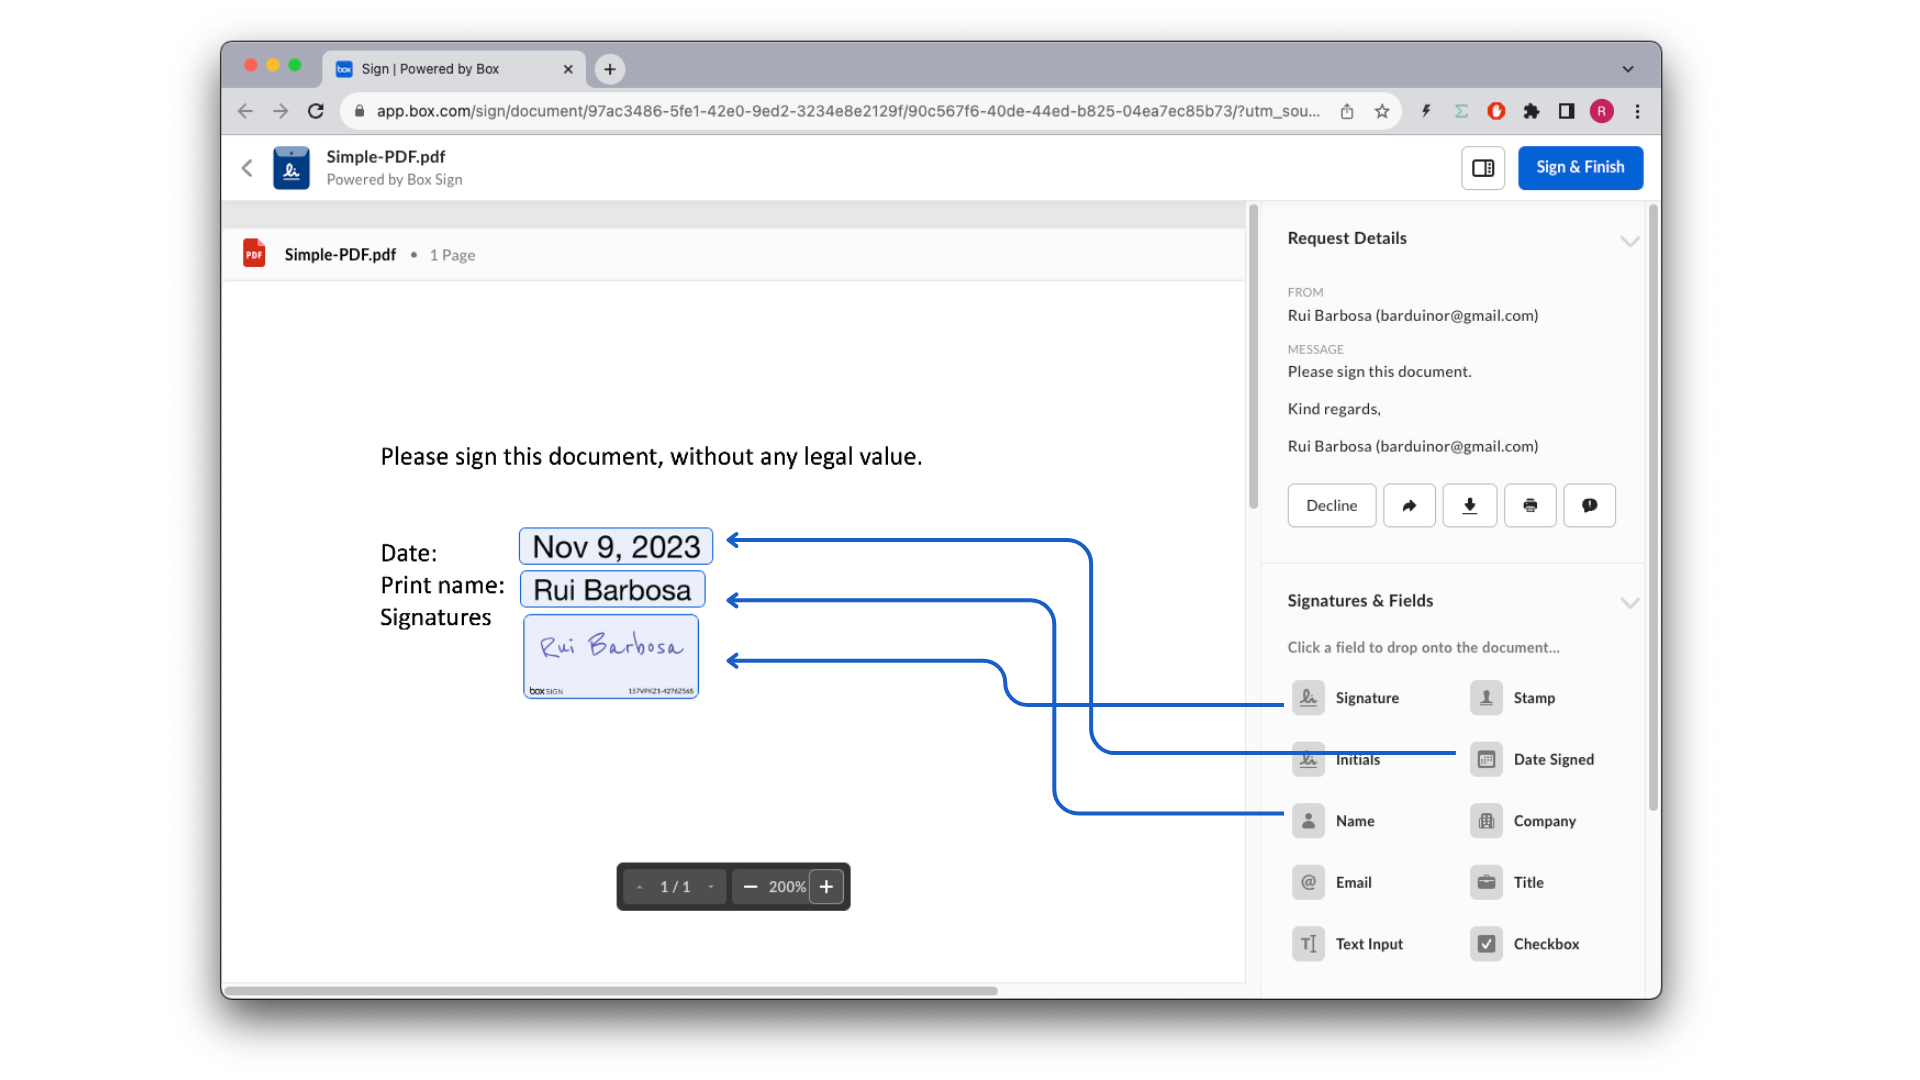 Sign | Powered by Box
app.box.com/sign/document/97ac3486-5fe1-42e0-9ed2-3234e8e2129f/90c567f6-40de-44ed-b825-04ea7ec85b73/?utm_sou...
R
Simple-PDF.pdf
Powered by Box Sign
Sign & Finish
PDF Simple-PDF.pdf • 1 Page
Please sign this document, without any legal value.
Date: Nov 9, 2023
Print name: Rui Barbosa
Signatures
Rui Barbosa
box SIGN 1S7VPKZ1-4276Z565
1 / 1 200%
Request Details
FROM
Rui Barbosa (barduinor@gmail.com)
MESSAGE
Please sign this document.
Kind regards,
Rui Barbosa (barduinor@gmail.com)
Decline
Signatures & Fields
Click a field to drop onto the document...
Signature Stamp
Initials Date Signed
Name Company
Email Title
Text Input Checkbox